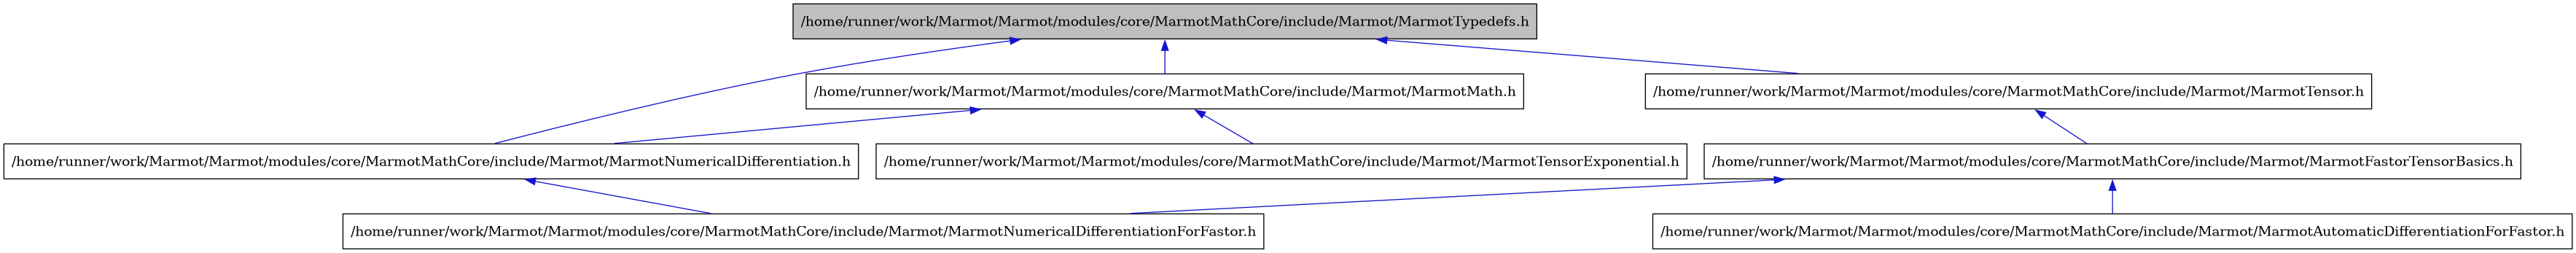 /home/runner/work/Marmot/Marmot/modules/core/MarmotMathCore/include/Marmot/MarmotTypedefs.h
/home/runner/work/Marmot/Marmot/modules/core/MarmotMathCore/include/Marmot/MarmotMath.h
/home/runner/work/Marmot/Marmot/modules/core/MarmotMathCore/include/Marmot/MarmotTensor.h
/home/runner/work/Marmot/Marmot/modules/core/MarmotMathCore/include/Marmot/MarmotNumericalDifferentiation.h
/home/runner/work/Marmot/Marmot/modules/core/MarmotMathCore/include/Marmot/MarmotTensorExponential.h
/home/runner/work/Marmot/Marmot/modules/core/MarmotMathCore/include/Marmot/MarmotFastorTensorBasics.h
/home/runner/work/Marmot/Marmot/modules/core/MarmotMathCore/include/Marmot/MarmotNumericalDifferentiationForFastor.h
/home/runner/work/Marmot/Marmot/modules/core/MarmotMathCore/include/Marmot/MarmotAutomaticDifferentiationForFastor.h